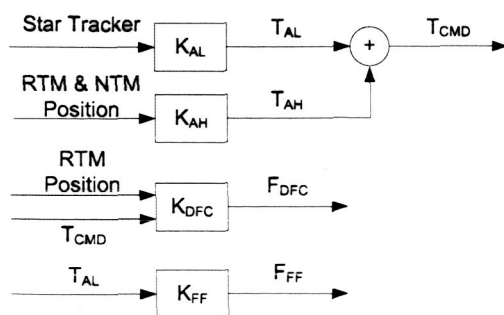 Star Tracker
K_AL
T_AL
+
T_CMD
RTM & NTM
Position
K_AH
T_AH
RTM
Position
T_CMD
K_DFC
F_DFC
T_AL
K_FF
F_FF